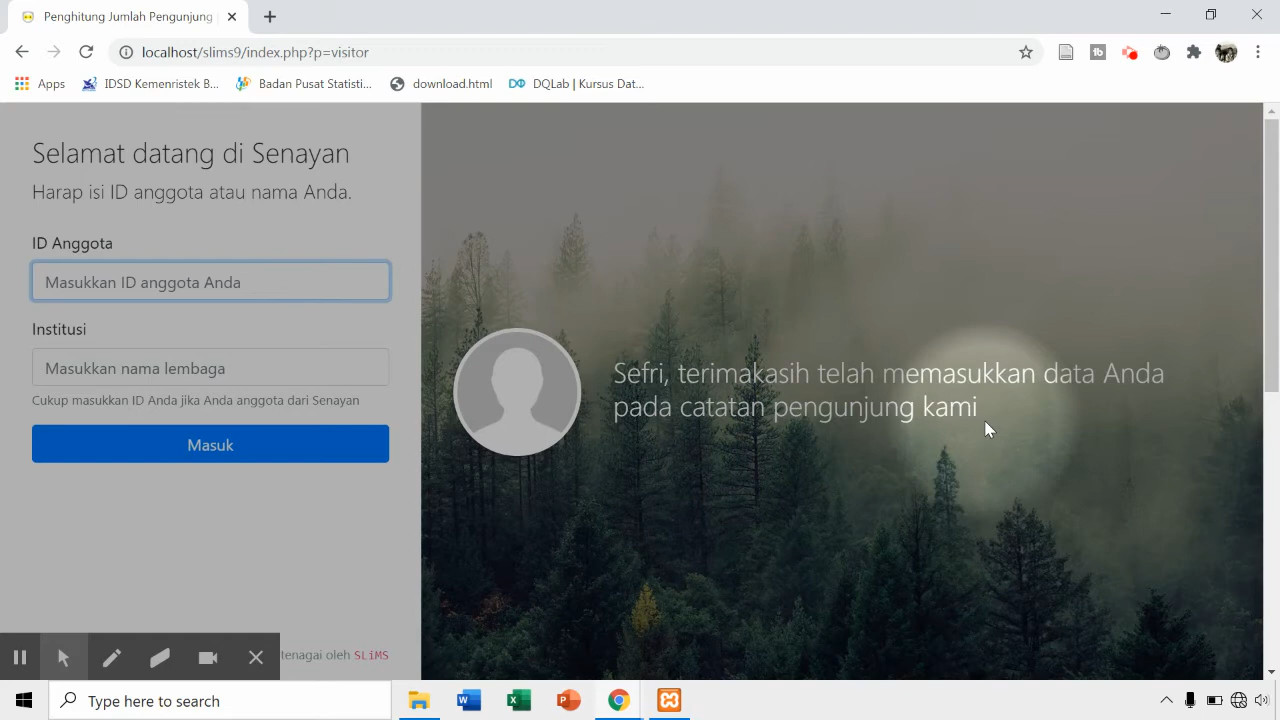 Penghitung Jumlah Pengunjung
localhost/slims9/index.php?p=visitor
Apps
IDSD Kemenristek B...
Badan Pusat Statisti...
download.html
DQLab | Kursus Dat...
Selamat datang di Senayan
Harap isi ID anggota atau nama Anda.
ID Anggota
Masukkan ID anggota Anda
Institusi
Masukkan nama lembaga
Cukup masukkan ID Anda jika Anda anggota dari Senayan
Masuk
Sefri, terimakasih telah memasukkan data Anda
pada catatan pengunjung kami
tenagai oleh SLiMS
Type here to search